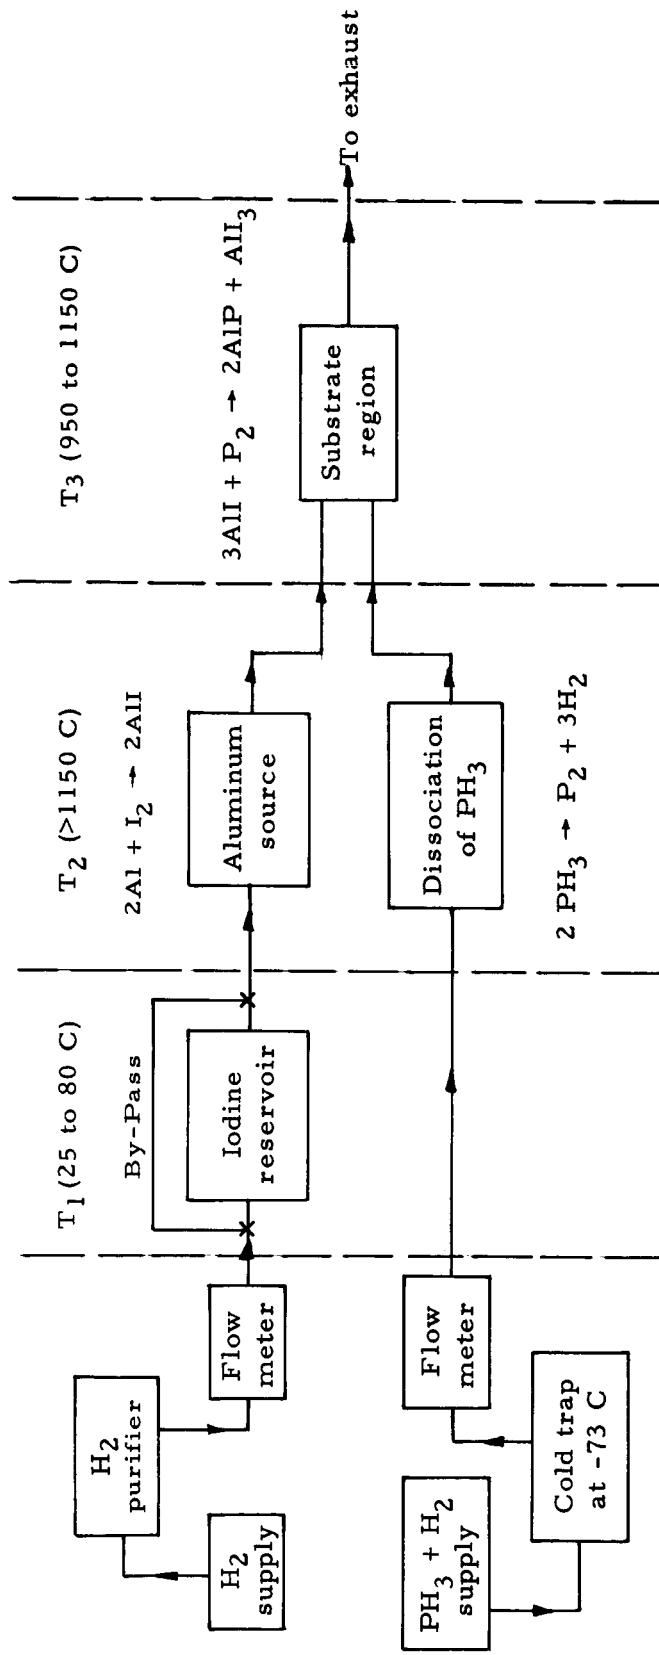 T₁ (25 to 80 C)
T₂ (>1150 C)
T₃ (950 to 1150 C)
By-Pass
2Al + I₂ → 2AlI
3AlI + P₂ → 2AlP + AlI₃
H₂
supply
H₂
purifier
Flow
meter
Iodine
reservoir
Aluminum
source
Substrate
region
To exhaust
PH₃ + H₂
supply
Cold trap
at -73 C
Flow
meter
Dissociation
of PH₃
2 PH₃ → P₂ + 3H₂